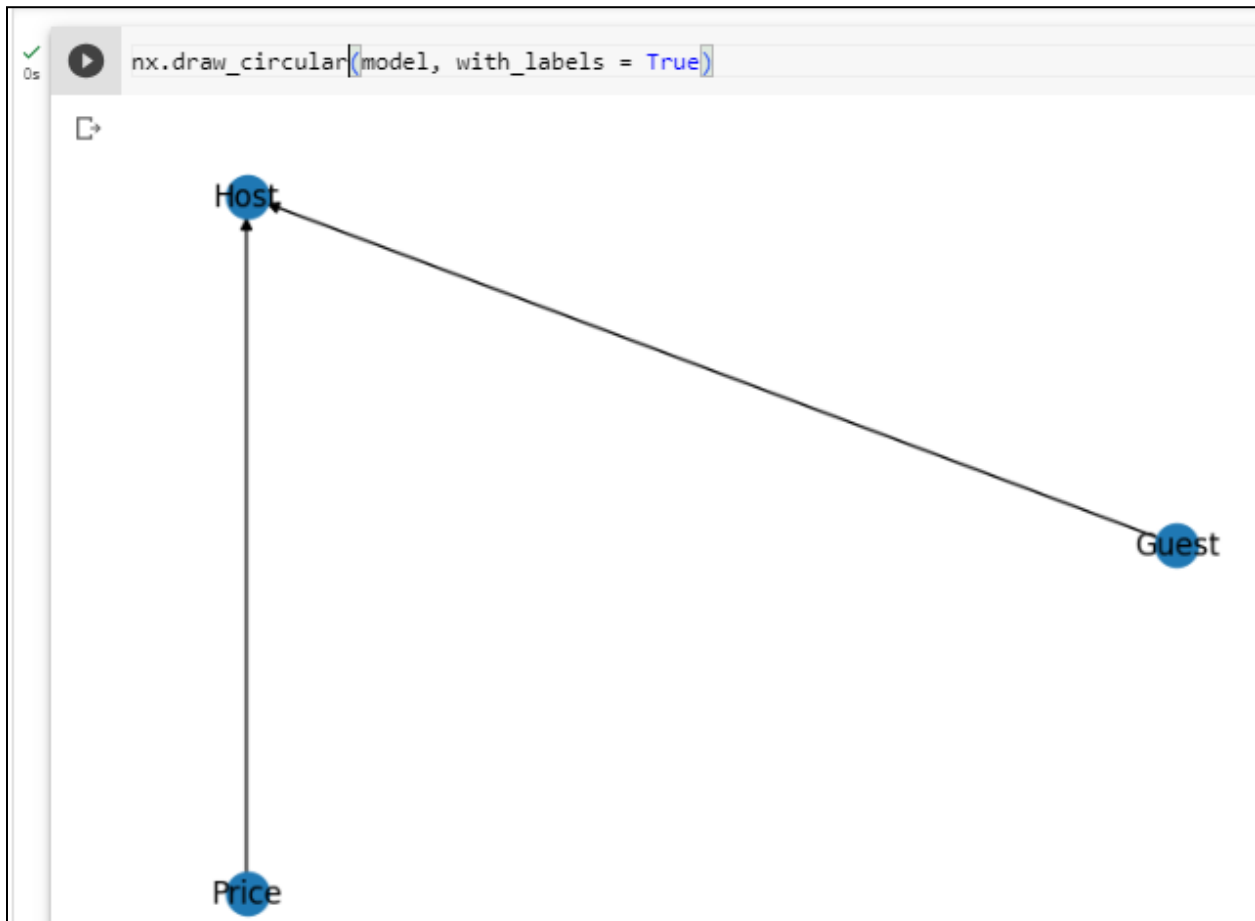 nx.draw_circular(model, with_labels = True)
0s
Host
Guest
Price